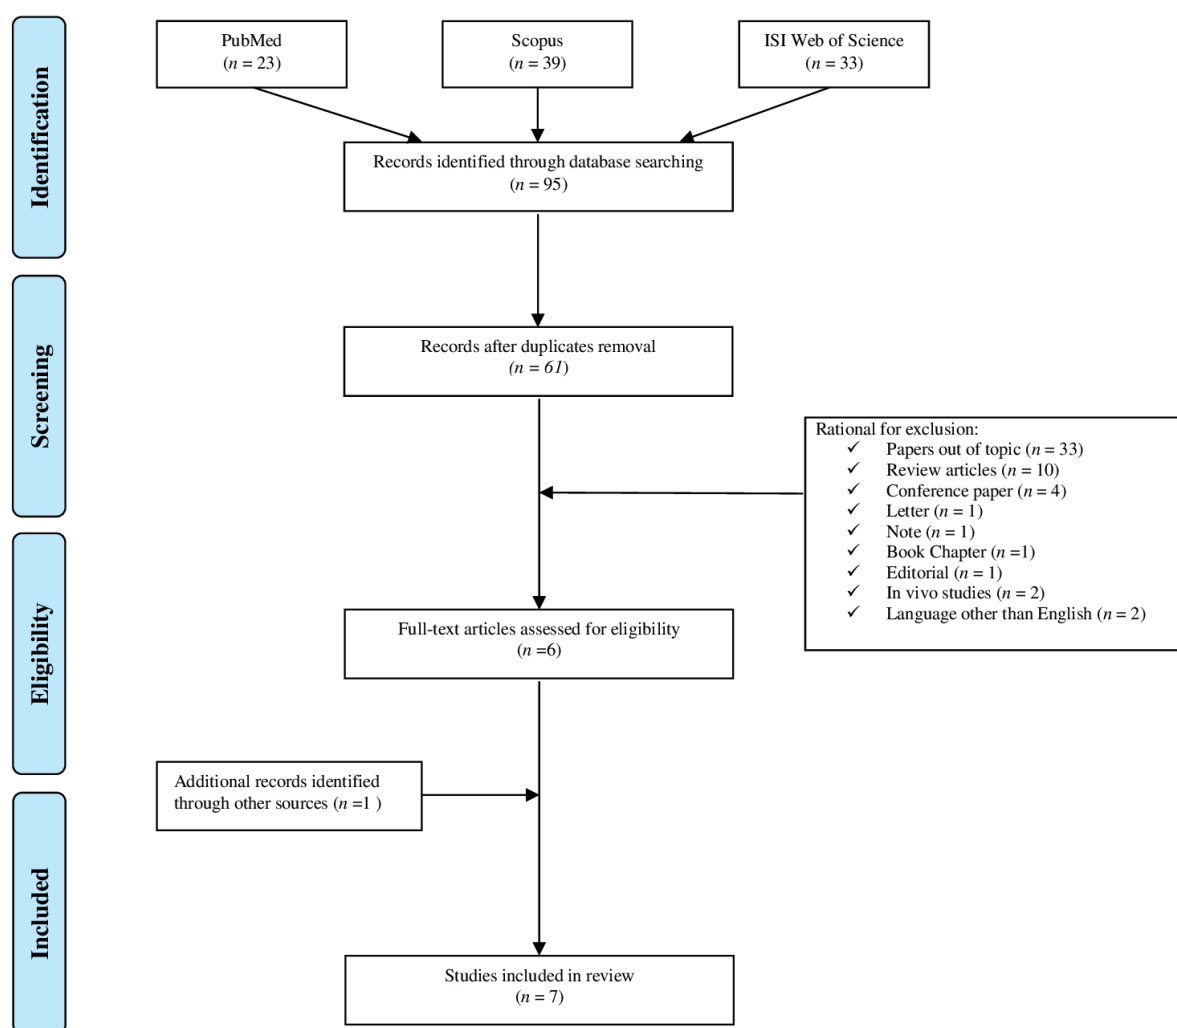 Identification
PubMed
(n = 23)
Scopus
(n = 39)
ISI Web of Science
(n = 33)
Records identified through database searching
(n = 95)
Screening
Records after duplicates removal
(n = 61)
Rational for exclusion:
✓ Papers out of topic (n = 33)
✓ Review articles (n = 10)
✓ Conference paper (n = 4)
✓ Letter (n = 1)
✓ Note (n = 1)
✓ Book Chapter (n =1)
✓ Editorial (n = 1)
✓ In vivo studies (n = 2)
✓ Language other than English (n = 2)
Eligibility
Full-text articles assessed for eligibility
(n =6)
Additional records identified
through other sources (n =1 )
Included
Studies included in review
(n = 7)